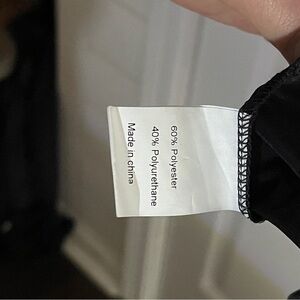 60% Polyester
40% Polyurethane
Made in china